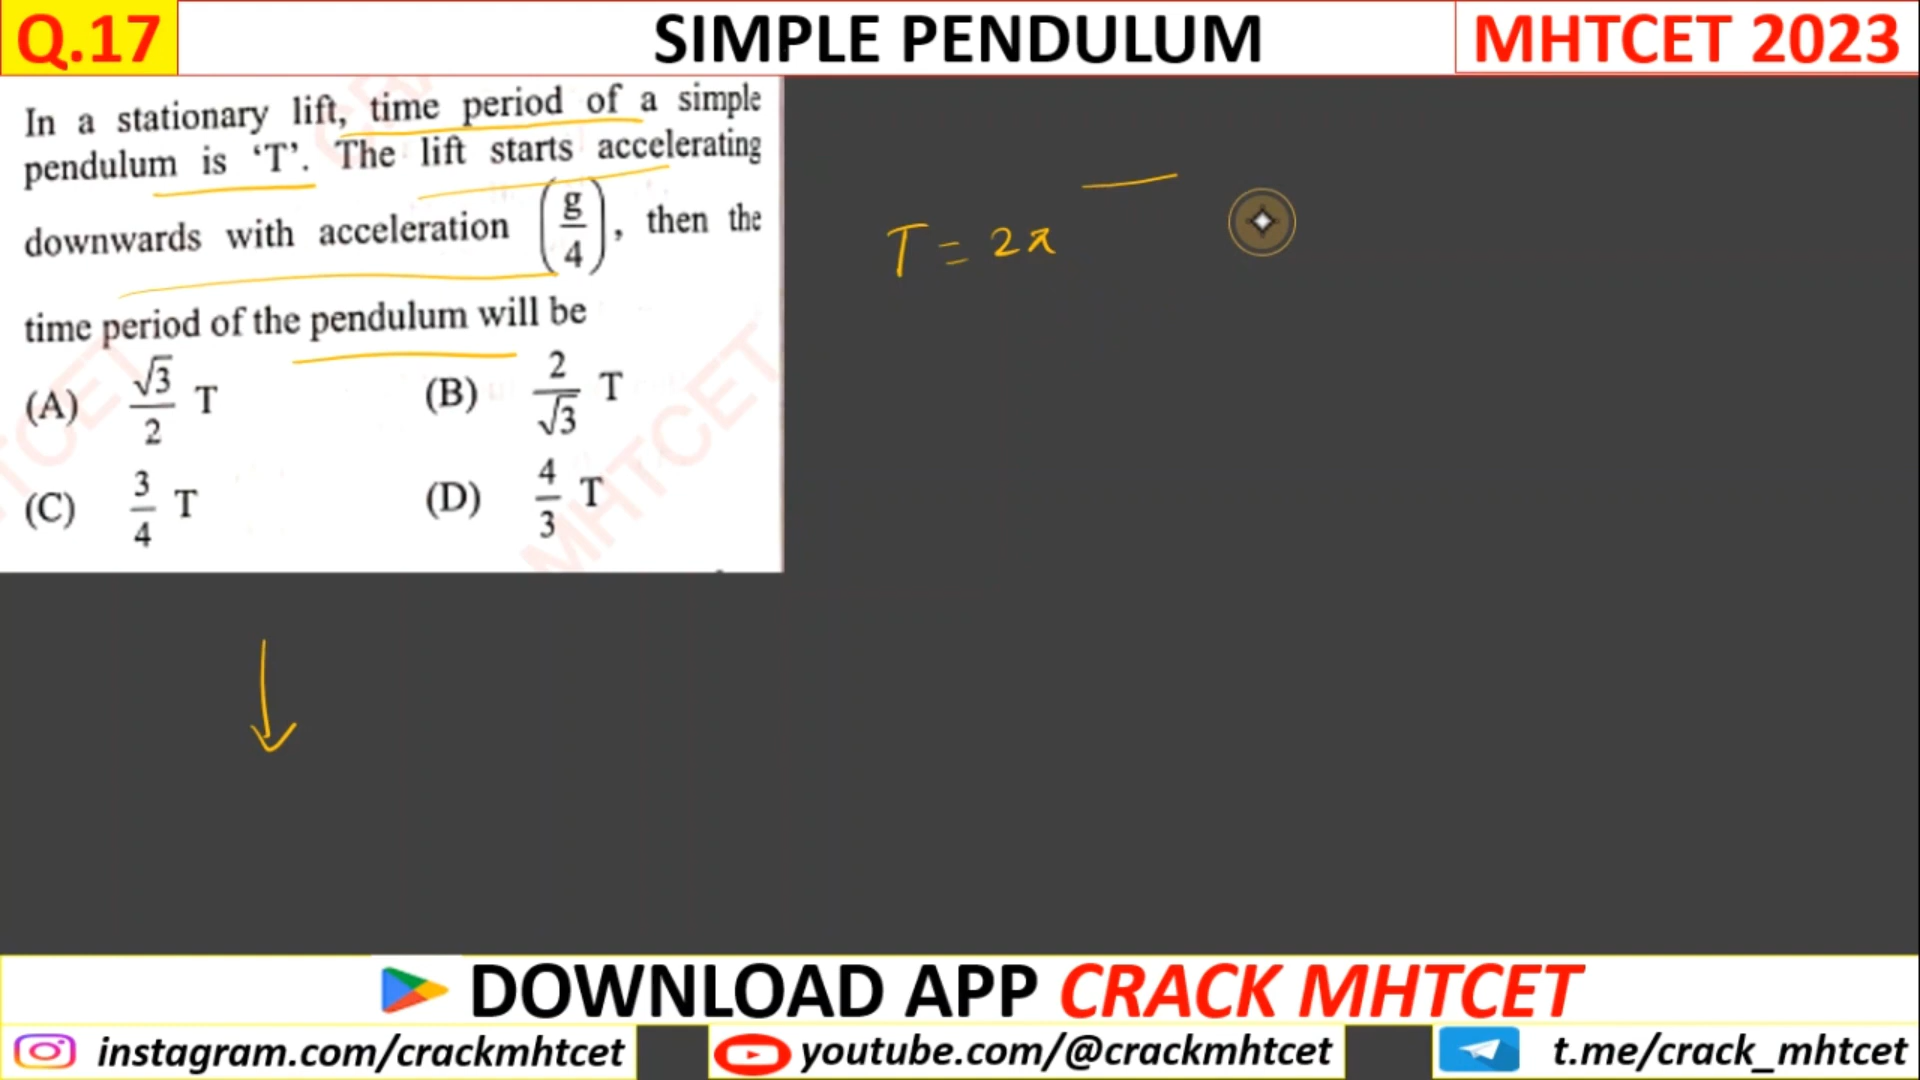 Q.17
SIMPLE PENDULUM
MHTCET 2023
In a stationary lift, time period of a simple
pendulum is ‘T’. The lift starts accelerating
downwards with acceleration (g/4), then the
time period of the pendulum will be
(A) √3/2 T (B) 2/√3 T
(C) 3/4 T (D) 4/3 T
T = 2π
MHTCET
DOWNLOAD APP CRACK MHTCET
instagram.com/crackmhtcet
youtube.com/@crackmhtcet
t.me/crack_mhtcet